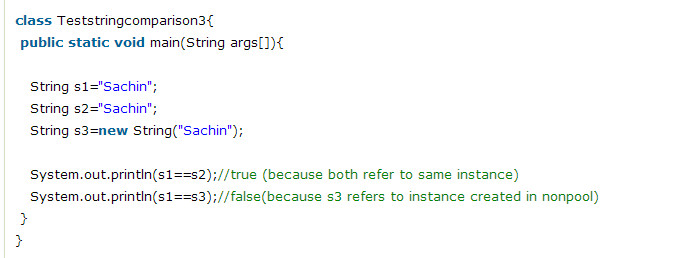 class Teststringcomparison3{
public static void main(String args[]){
String s1="Sachin";
String s2="Sachin";
String s3=new String("Sachin");
System.out.println(s1==s2);//true (because both refer to same instance)
System.out.println(s1==s3);//false(because s3 refers to instance created in nonpool)
}
}